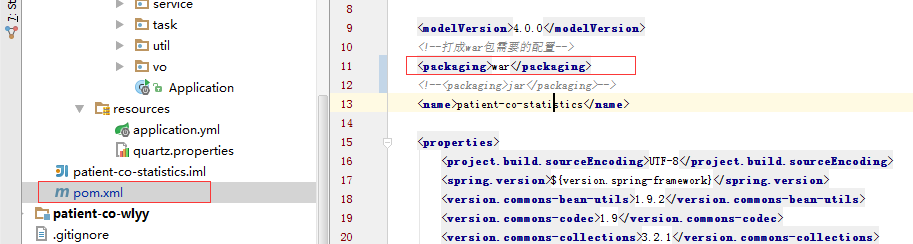 7: St
service
task
util
vo
Application
resources
application.yml
quartz.properties
patient-co-statistics.iml
pom.xml
patient-co-wlyy
.gitignore
8
9 <modelVersion>4.0.0</modelVersion>
10 <!--打成war包需要的配置-->
11 <packaging>war</packaging>
12 <!--<packaging>jar</packaging>-->
13 <name>patient-co-statistics</name>
14
15 <properties>
16 <project.build.sourceEncoding>UTF-8</project.build.sourceEncoding>
17 <spring.version>${version.spring-framework}</spring.version>
18 <version.commons-bean-utils>1.9.2</version.commons-bean-utils>
19 <version.commons-codec>1.9</version.commons-codec>
20 <version.commons-collections>3.2.1</version.commons-collections>